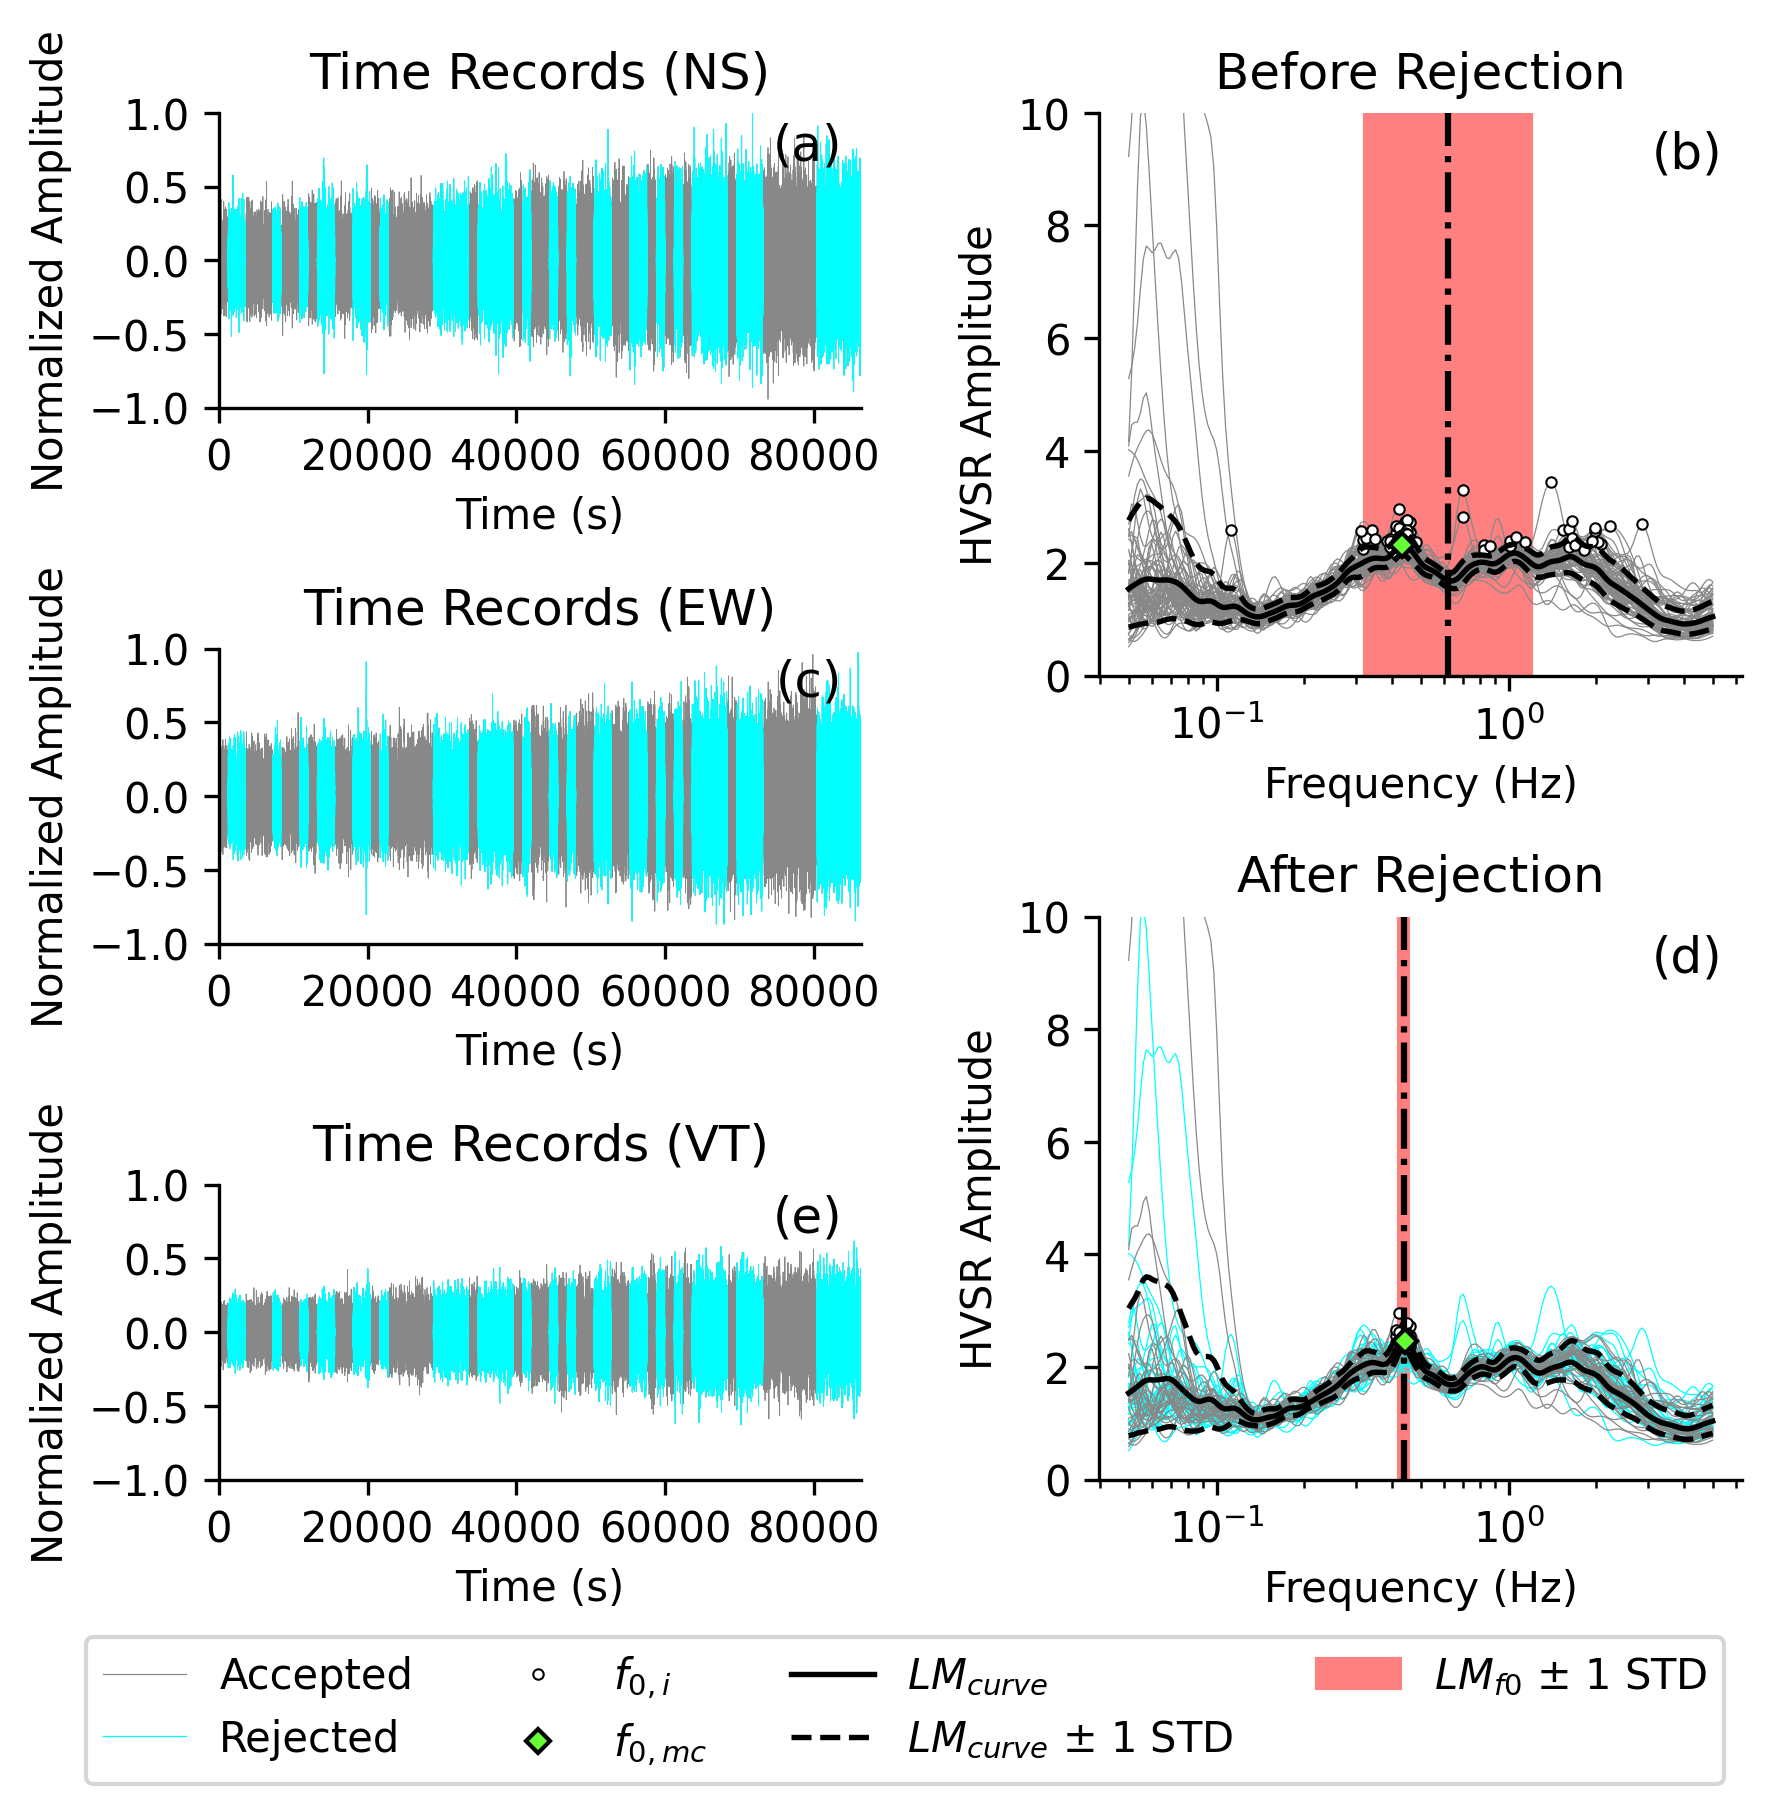 Time Records (NS)
Normalized Amplitude
1.0
0.5
0.0
−0.5
−1.0
(a)
0 20000 40000 60000 80000
Time (s)
Before Rejection
HVSR Amplitude
10
8
6
4
2
0
(b)
10⁻¹ 10⁰
Frequency (Hz)
Time Records (EW)
Normalized Amplitude
1.0
0.5
0.0
−0.5
−1.0
(c)
0 20000 40000 60000 80000
Time (s)
After Rejection
HVSR Amplitude
10
8
6
4
2
0
(d)
10⁻¹ 10⁰
Frequency (Hz)
Time Records (VT)
Normalized Amplitude
1.0
0.5
0.0
−0.5
−1.0
(e)
0 20000 40000 60000 80000
Time (s)
Accepted
Rejected
f0,i
f0,mc
LMcurve
LMcurve ± 1 STD
LMf0 ± 1 STD